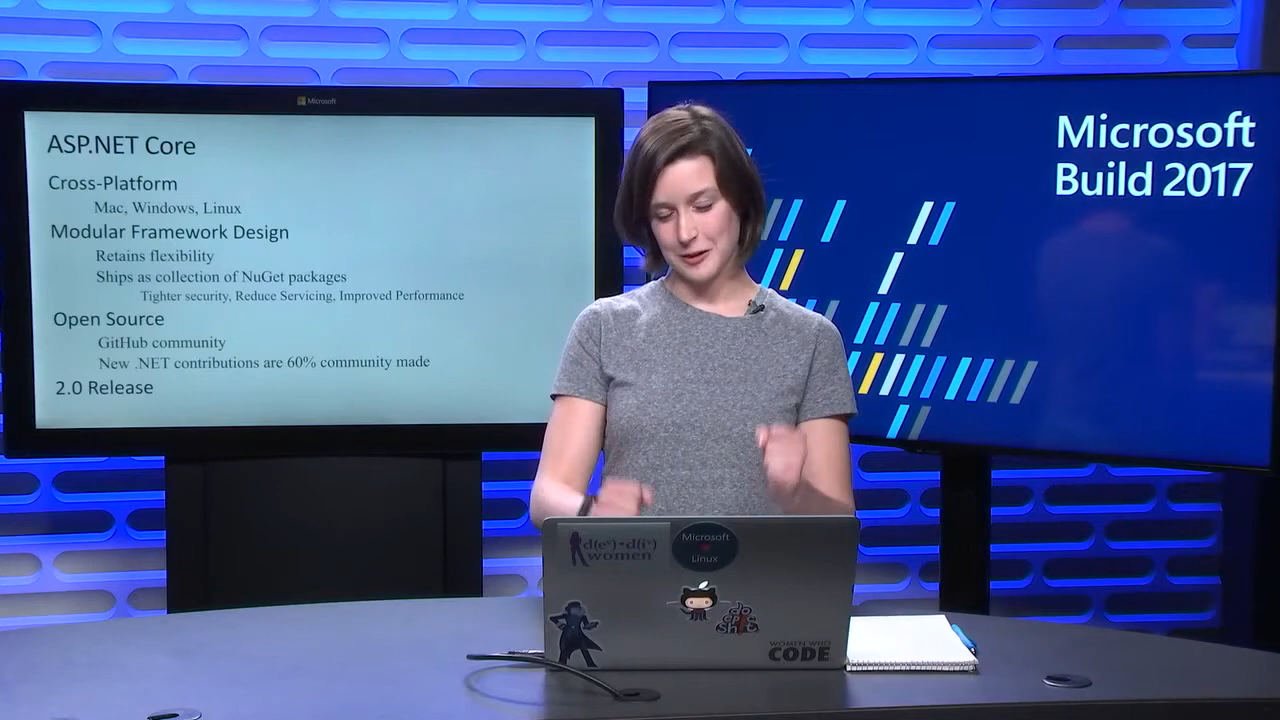 Microsoft
ASP.NET Core
Cross-Platform
Mac, Windows, Linux
Modular Framework Design
Retains flexibility
Ships as collection of NuGet packages
Tighter security, Reduce Servicing, Improved Performance
Open Source
GitHub community
New .NET contributions are 60% community made
2.0 Release
Microsoft
Build 2017
women
Microsoft
Linux
WOMEN WHO
CODE